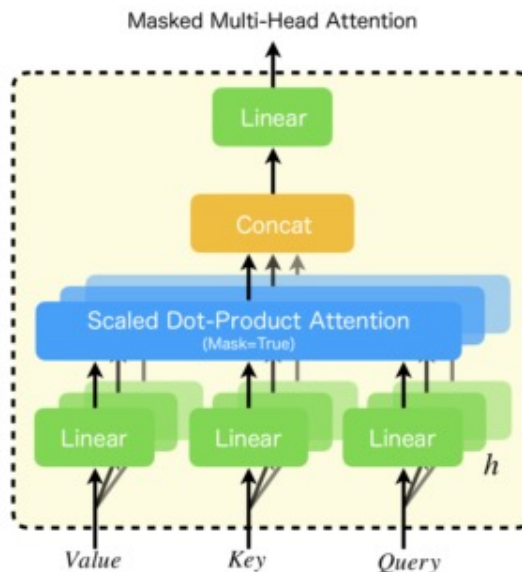 Masked Multi-Head Attention
Linear
Concat
Scaled Dot-Product Attention
(Mask=True)
Linear Linear Linear
h
Value Key Query